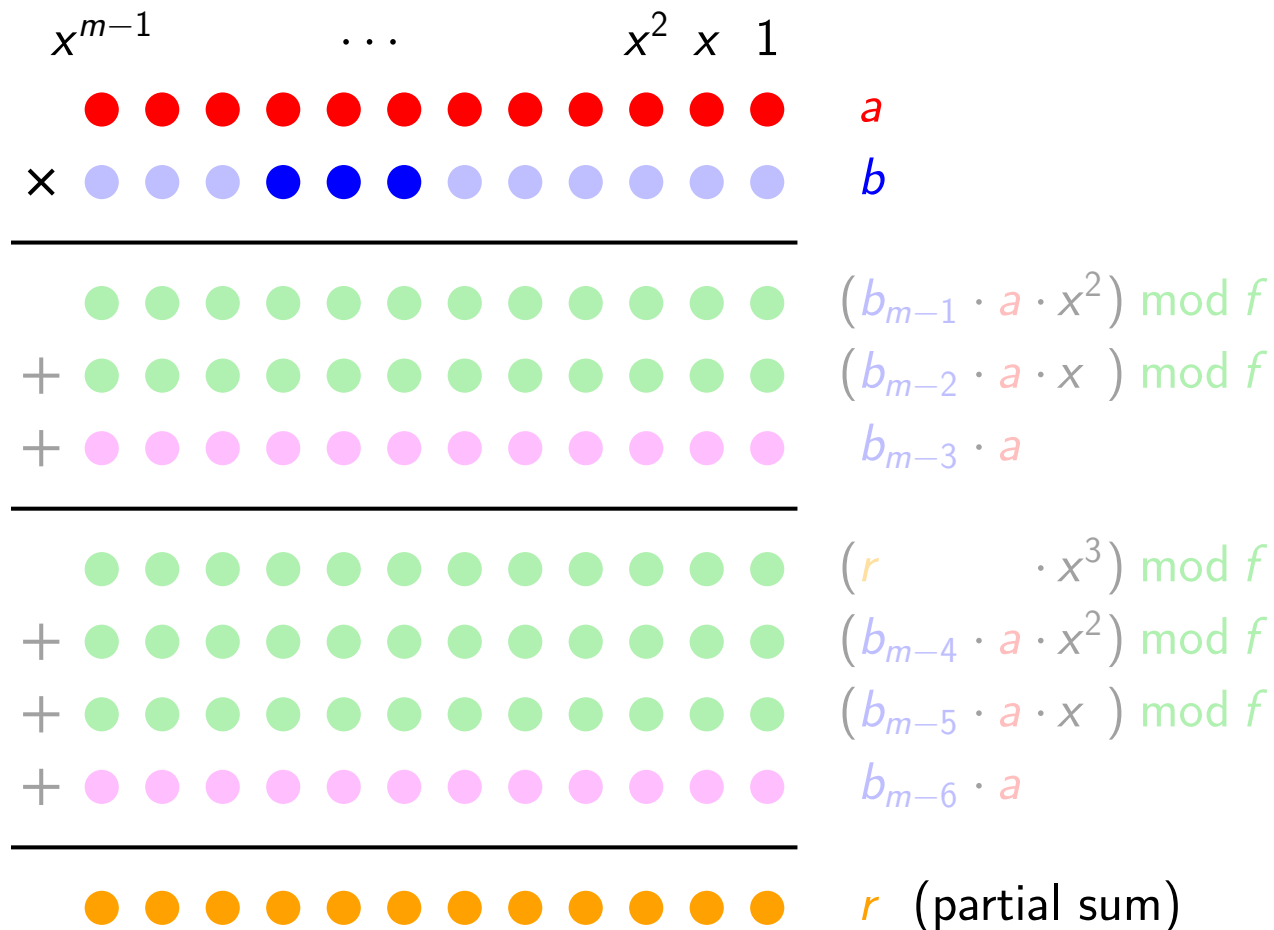 x^{m−1} ··· x^2 x 1
a
× b
(b_{m−1} · a · x^2) mod f
+ (b_{m−2} · a · x ) mod f
+ b_{m−3} · a
(r · x^3) mod f
+ (b_{m−4} · a · x^2) mod f
+ (b_{m−5} · a · x ) mod f
+ b_{m−6} · a
r (partial sum)